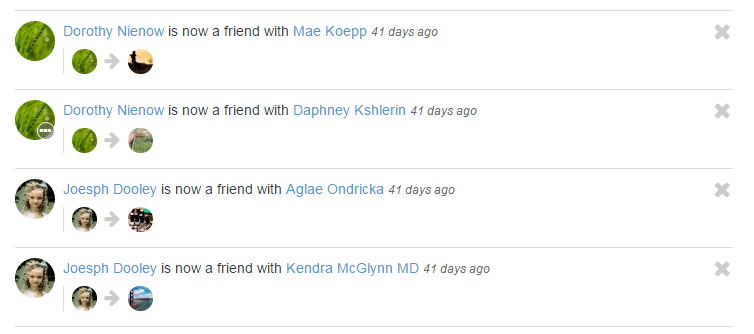 Dorothy Nienow is now a friend with Mae Koepp 41 days ago
Dorothy Nienow is now a friend with Daphney Kshlerin 41 days ago
Joesph Dooley is now a friend with Aglae Ondricka 41 days ago
Joesph Dooley is now a friend with Kendra McGlynn MD 41 days ago